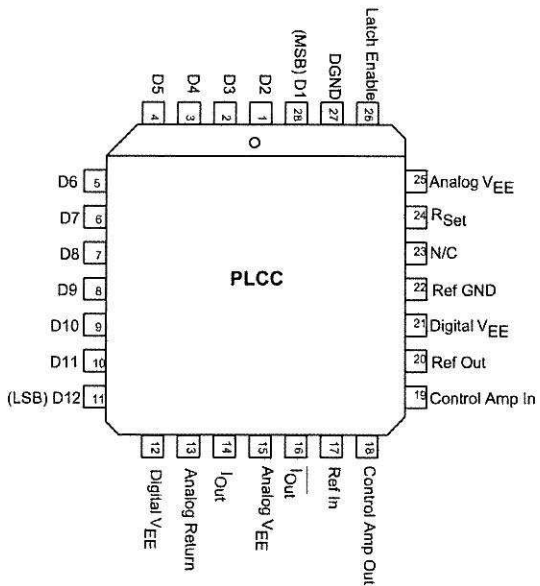 D5
D4
D3
D2
(MSB) D1
DGND
Latch Enable
4
3
2
1
28
27
26
D6 5
D7 6
D8 7
D9 8
D10 9
D11 10
(LSB) D12 11
PLCC
25 Analog VEE
24 RSet
23 N/C
22 Ref GND
21 Digital VEE
20 Ref Out
19 Control Amp In
12
13
14
15
16
17
18
Digital VEE
Analog Return
IOut
Analog VEE
IOut
Ref In
Control Amp Out